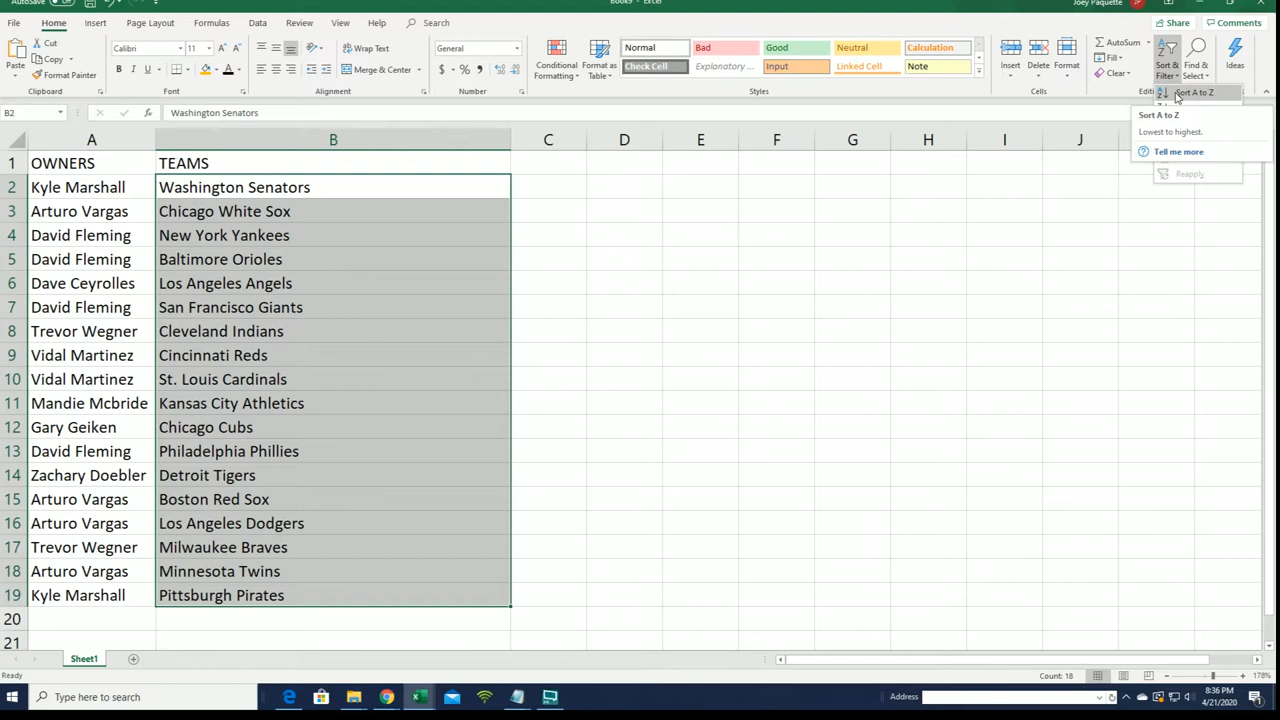 AutoSave
Book9 - Excel
Joey Paquette
JP
File Home Insert Page Layout Formulas Data Review View Help Search Share Comments
Paste Cut Copy Format Painter Clipboard
Calibri 11 B I U A A A Font
Wrap Text Merge & Center Alignment
General $ % , Number
Conditional Formatting Format as Table
Normal Bad Good Neutral Calculation
Check Cell Explanatory ... Input Linked Cell Note
Styles
Insert Delete Format Cells
AutoSum Fill Clear
Sort & Filter Find & Select Ideas
Editi
Sort A to Z
Sort A to Z
Lowest to highest.
Tell me more
Reapply
B2 fx Washington Senators
A B C D E F G H I J
1 OWNERS TEAMS
2 Kyle Marshall Washington Senators
3 Arturo Vargas Chicago White Sox
4 David Fleming New York Yankees
5 David Fleming Baltimore Orioles
6 Dave Ceyrolles Los Angeles Angels
7 David Fleming San Francisco Giants
8 Trevor Wegner Cleveland Indians
9 Vidal Martinez Cincinnati Reds
10 Vidal Martinez St. Louis Cardinals
11 Mandie Mcbride Kansas City Athletics
12 Gary Geiken Chicago Cubs
13 David Fleming Philadelphia Phillies
14 Zachary Doebler Detroit Tigers
15 Arturo Vargas Boston Red Sox
16 Arturo Vargas Los Angeles Dodgers
17 Trevor Wegner Milwaukee Braves
18 Arturo Vargas Minnesota Twins
19 Kyle Marshall Pittsburgh Pirates
20
21
Sheet1
Ready Count: 18 178%
Type here to search Address 8:36 PM
4/21/2020